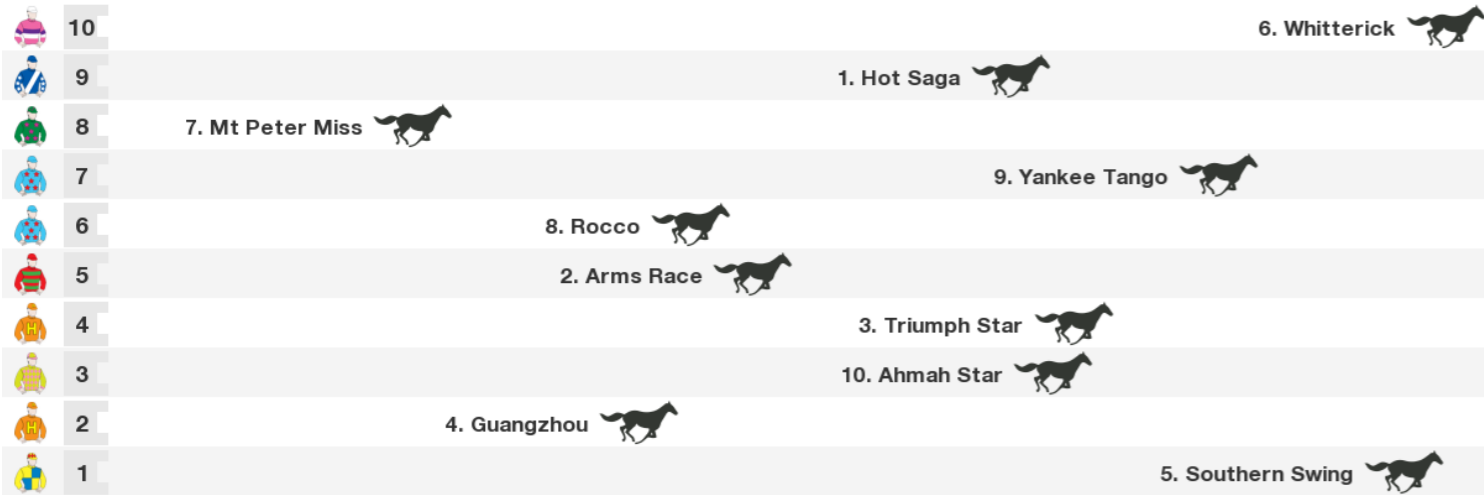 10 6. Whitterick
9 1. Hot Saga
8 7. Mt Peter Miss
7 9. Yankee Tango
6 8. Rocco
5 2. Arms Race
4 3. Triumph Star
3 10. Ahmah Star
2 4. Guangzhou
1 5. Southern Swing